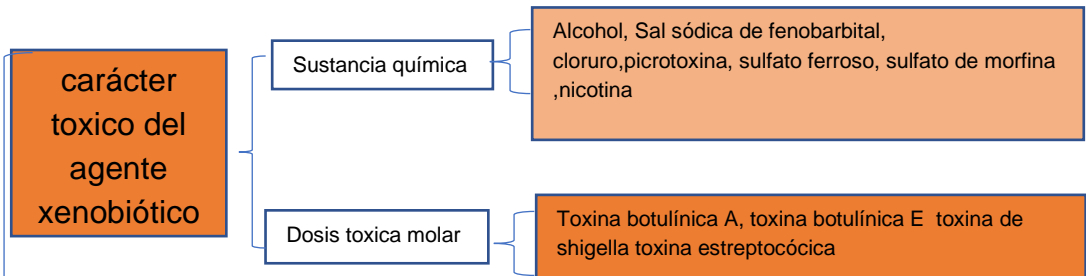 carácter
toxico del
agente
xenobiótico
Sustancia química
Alcohol, Sal sódica de fenobarbital,
cloruro,picrotoxina, sulfato ferroso, sulfato de morfina
,nicotina
Dosis toxica molar
Toxina botulínica A, toxina botulínica E toxina de
shigella toxina estreptocócica